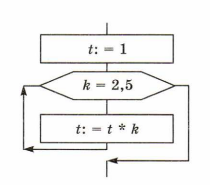 t: = 1
k = 2,5
t: = t * k